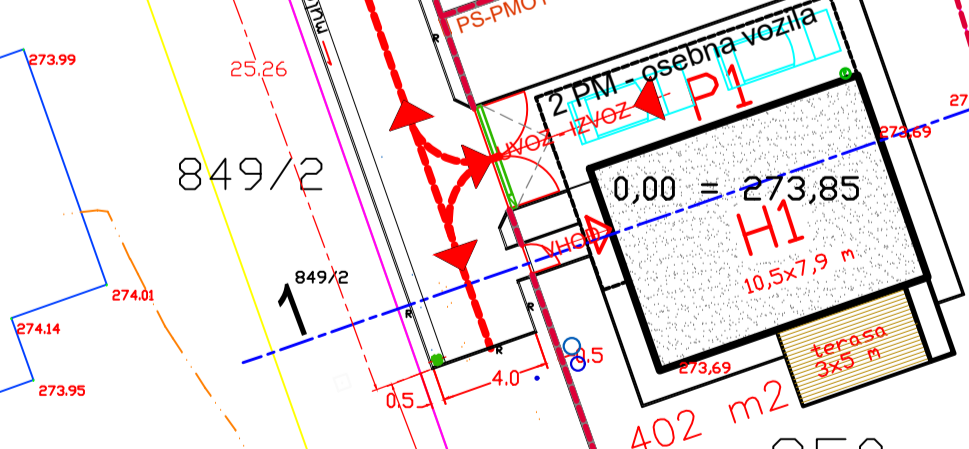 PS-PMO1
R
273.99
25.26
2 PM - osebna vozila
P1
27
273.69
UVOZ - IZVOZ
849/2
0,00 = 273,85
H1
VHOD
10,5x7,9 m
849/2
1
274.01
R
R
274.14
R
terasa
3x5 m
0.5
273.69
273.95
4.0
0.5
402 m2